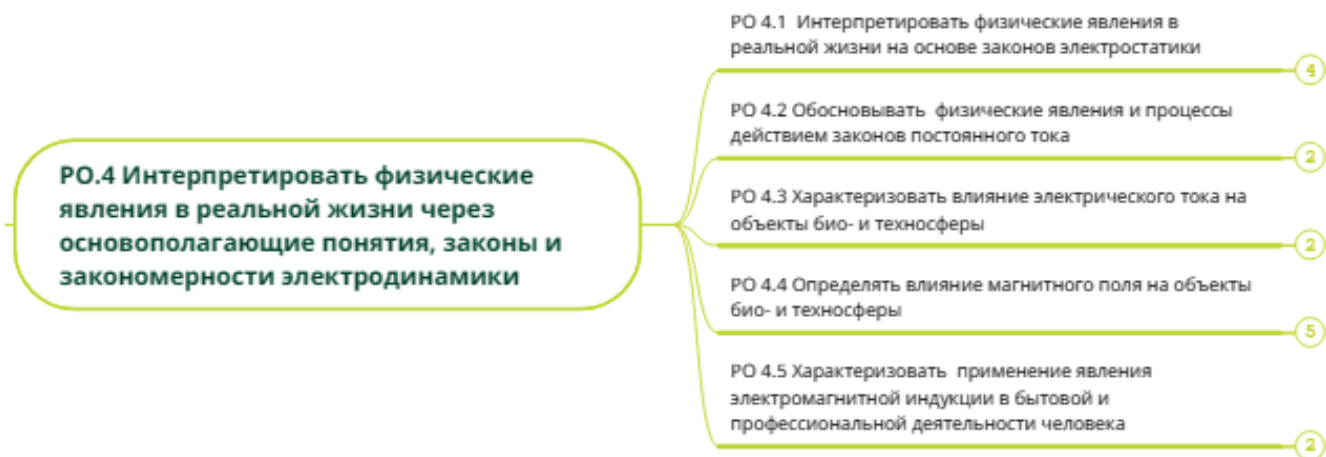 РО.4 Интерпретировать физические
явления в реальной жизни через
основополагающие понятия, законы и
закономерности электродинамики
РО 4.1 Интерпретировать физические явления в
реальной жизни на основе законов электростатики
4
РО 4.2 Обосновывать физические явления и процессы
действием законов постоянного тока
2
РО 4.3 Характеризовать влияние электрического тока на
объекты био- и техносферы
2
РО 4.4 Определять влияние магнитного поля на объекты
био- и техносферы
5
РО 4.5 Характеризовать применение явления
электромагнитной индукции в бытовой и
профессиональной деятельности человека
2